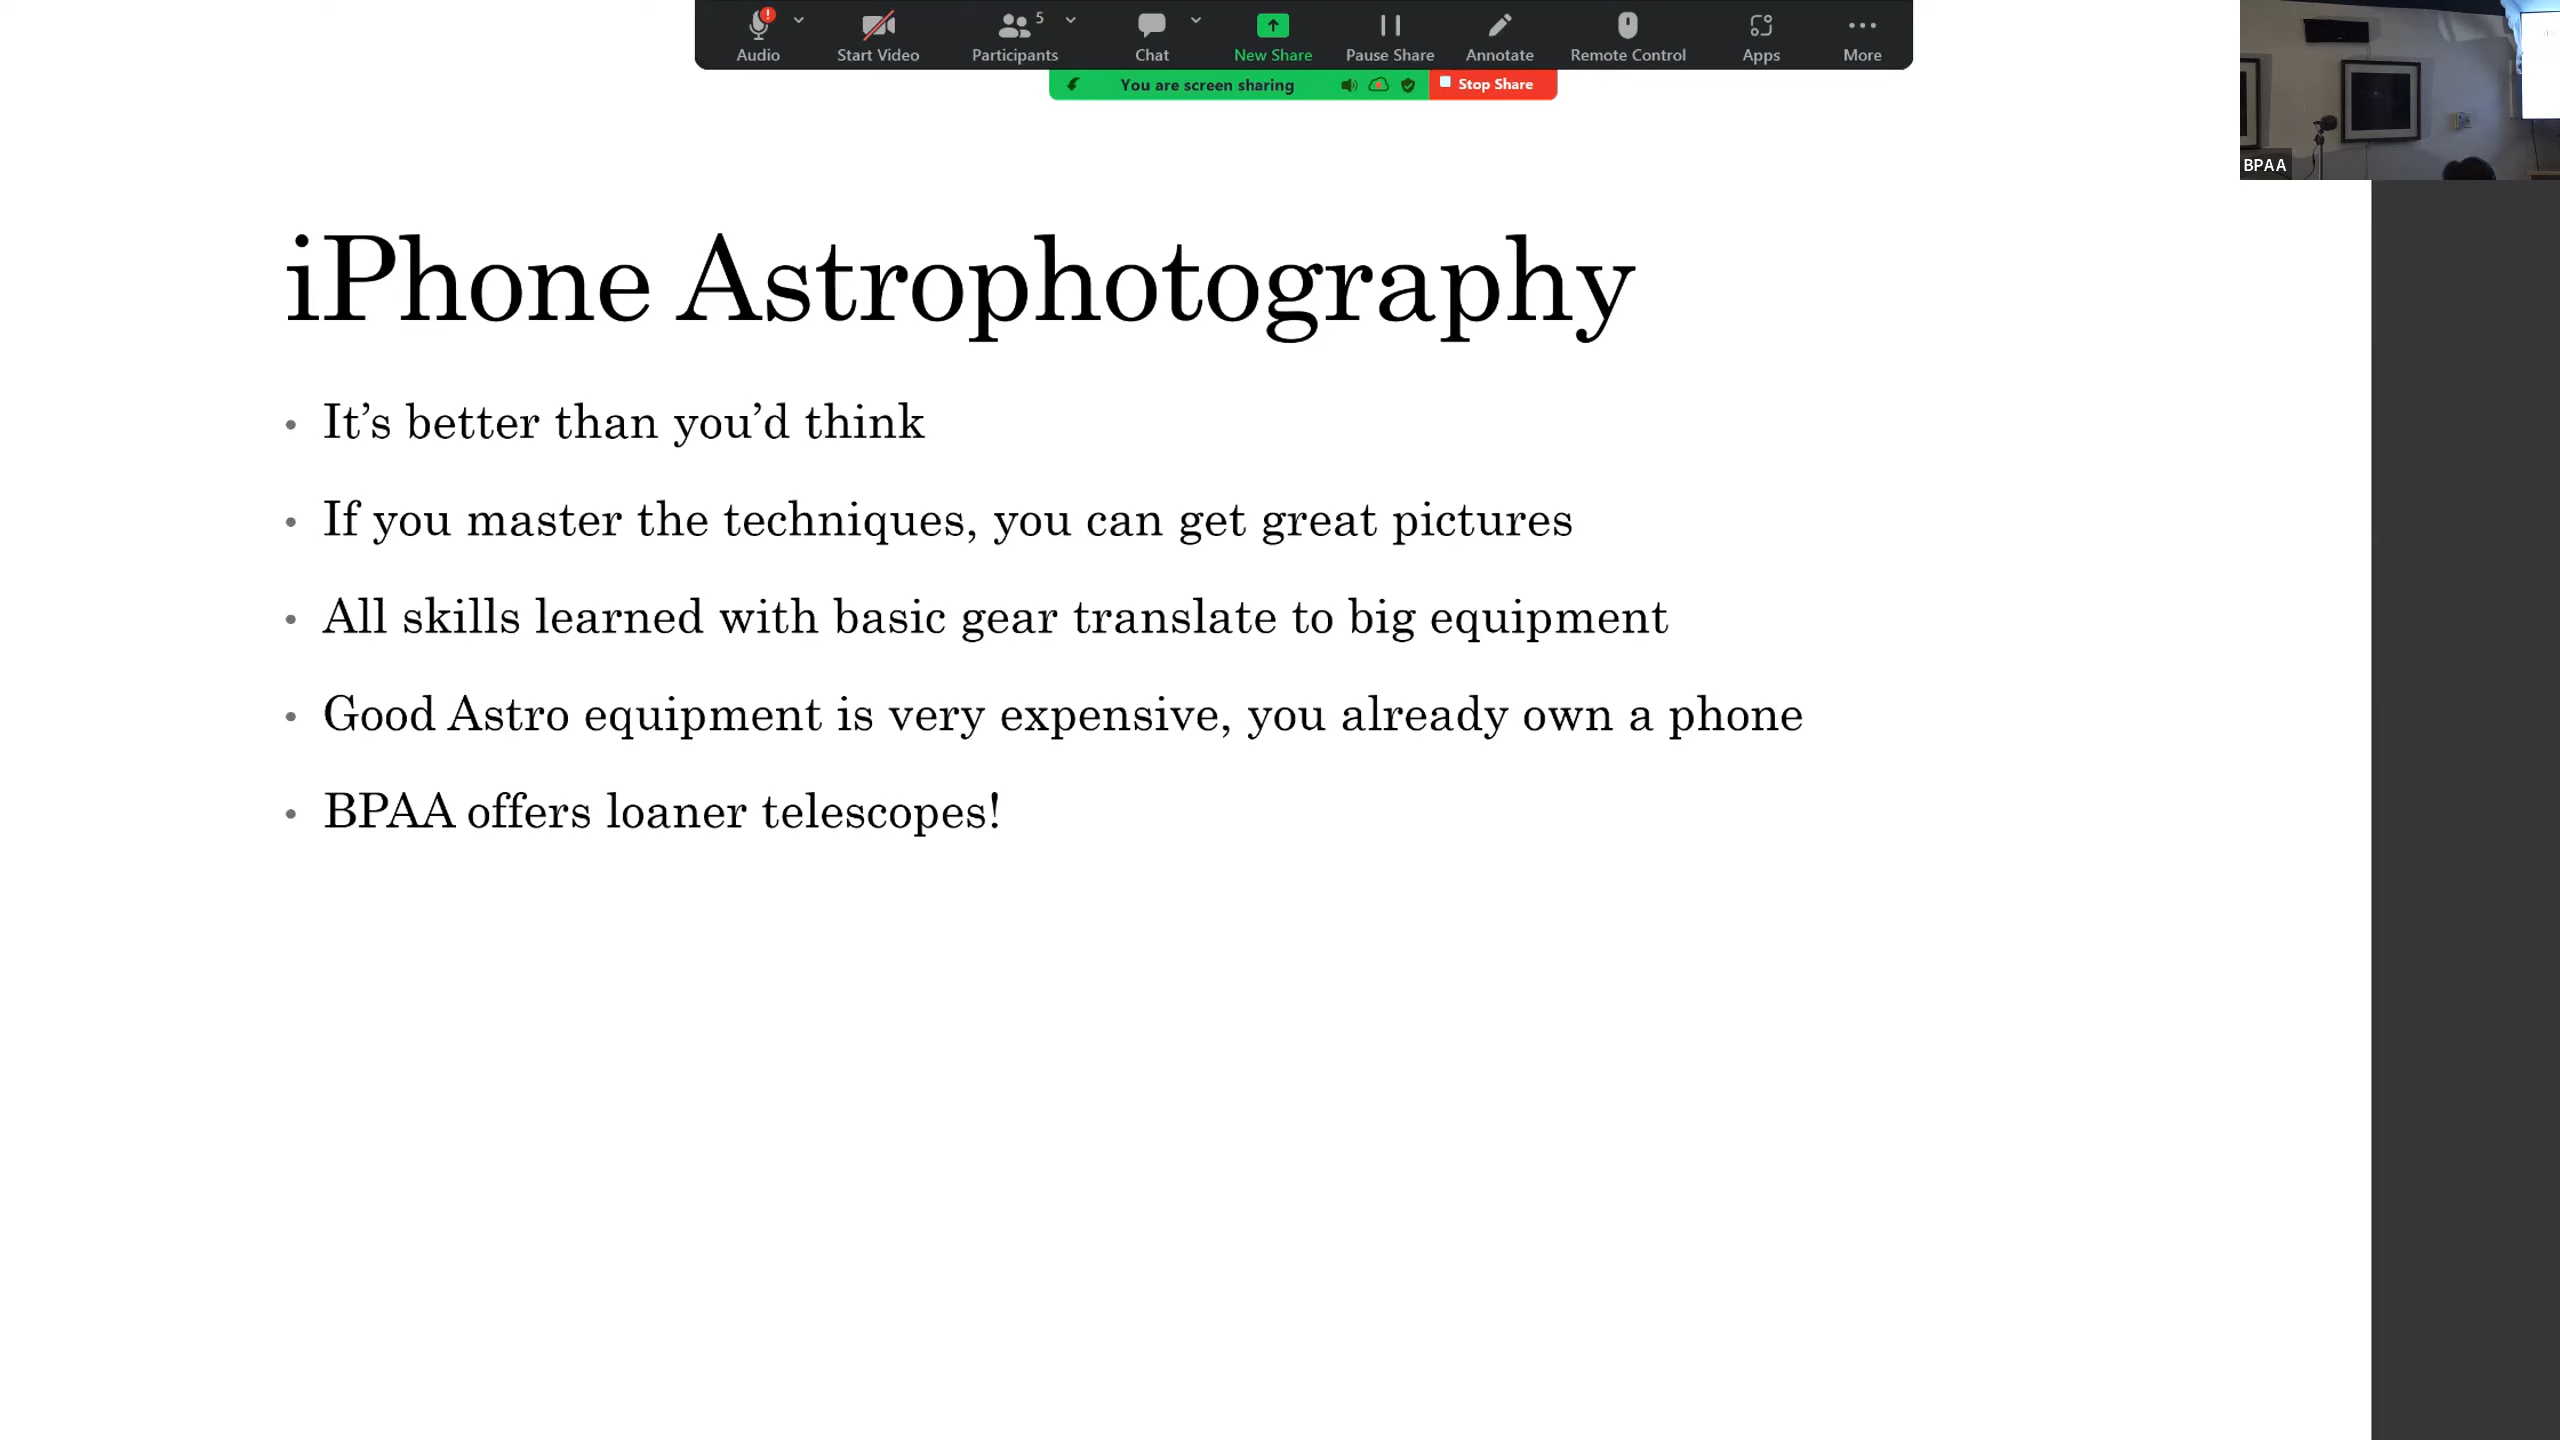 Audio
Start Video
Participants
5
Chat
New Share
Pause Share
Annotate
Remote Control
Apps
More
You are screen sharing
Stop Share
BPAA
iPhone Astrophotography
• It’s better than you’d think
• If you master the techniques, you can get great pictures
• All skills learned with basic gear translate to big equipment
• Good Astro equipment is very expensive, you already own a phone
• BPAA offers loaner telescopes!